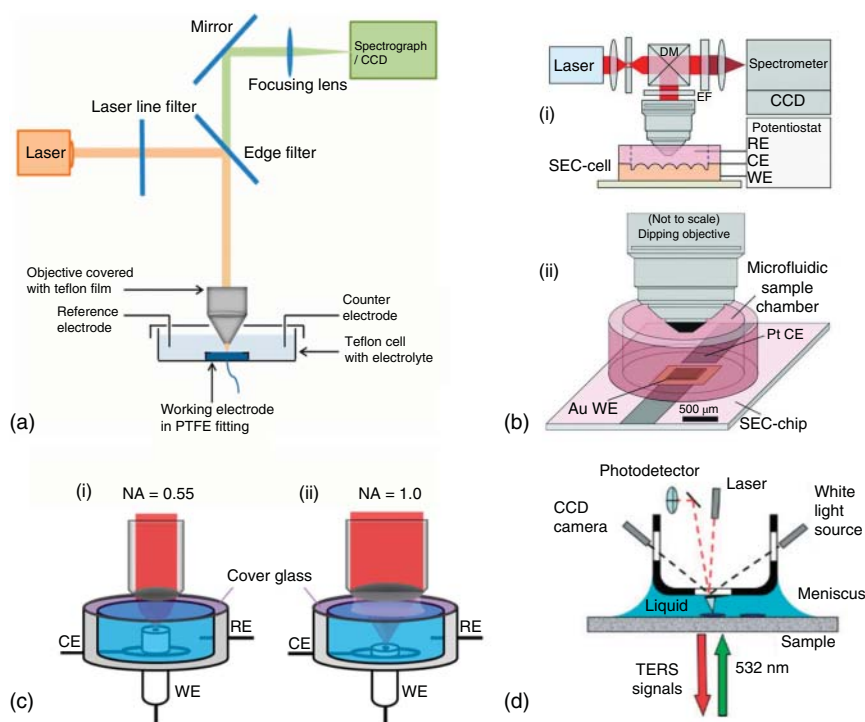 Mirror
Spectrograph
/ CCD
Focusing lens
Laser line filter
Laser
Edge filter
Objective covered
with teflon film
Reference
electrode
Counter
electrode
Teflon cell
with electrolyte
Working electrode
in PTFE fitting
(a)
DM
Laser
Spectrometer
CCD
EF
(i)
Potentiostat
RE
CE
WE
SEC-cell
(Not to scale)
Dipping objective
(ii)
Microfluidic
sample
chamber
Pt CE
Au WE
500 μm
SEC-chip
(b)
(i)
NA = 0.55
(ii)
NA = 1.0
Cover glass
CE
RE
WE
CE
RE
WE
(c)
Photodetector
Laser
CCD
camera
White
light
source
Liquid
Meniscus
Sample
TERS
signals
532 nm
(d)